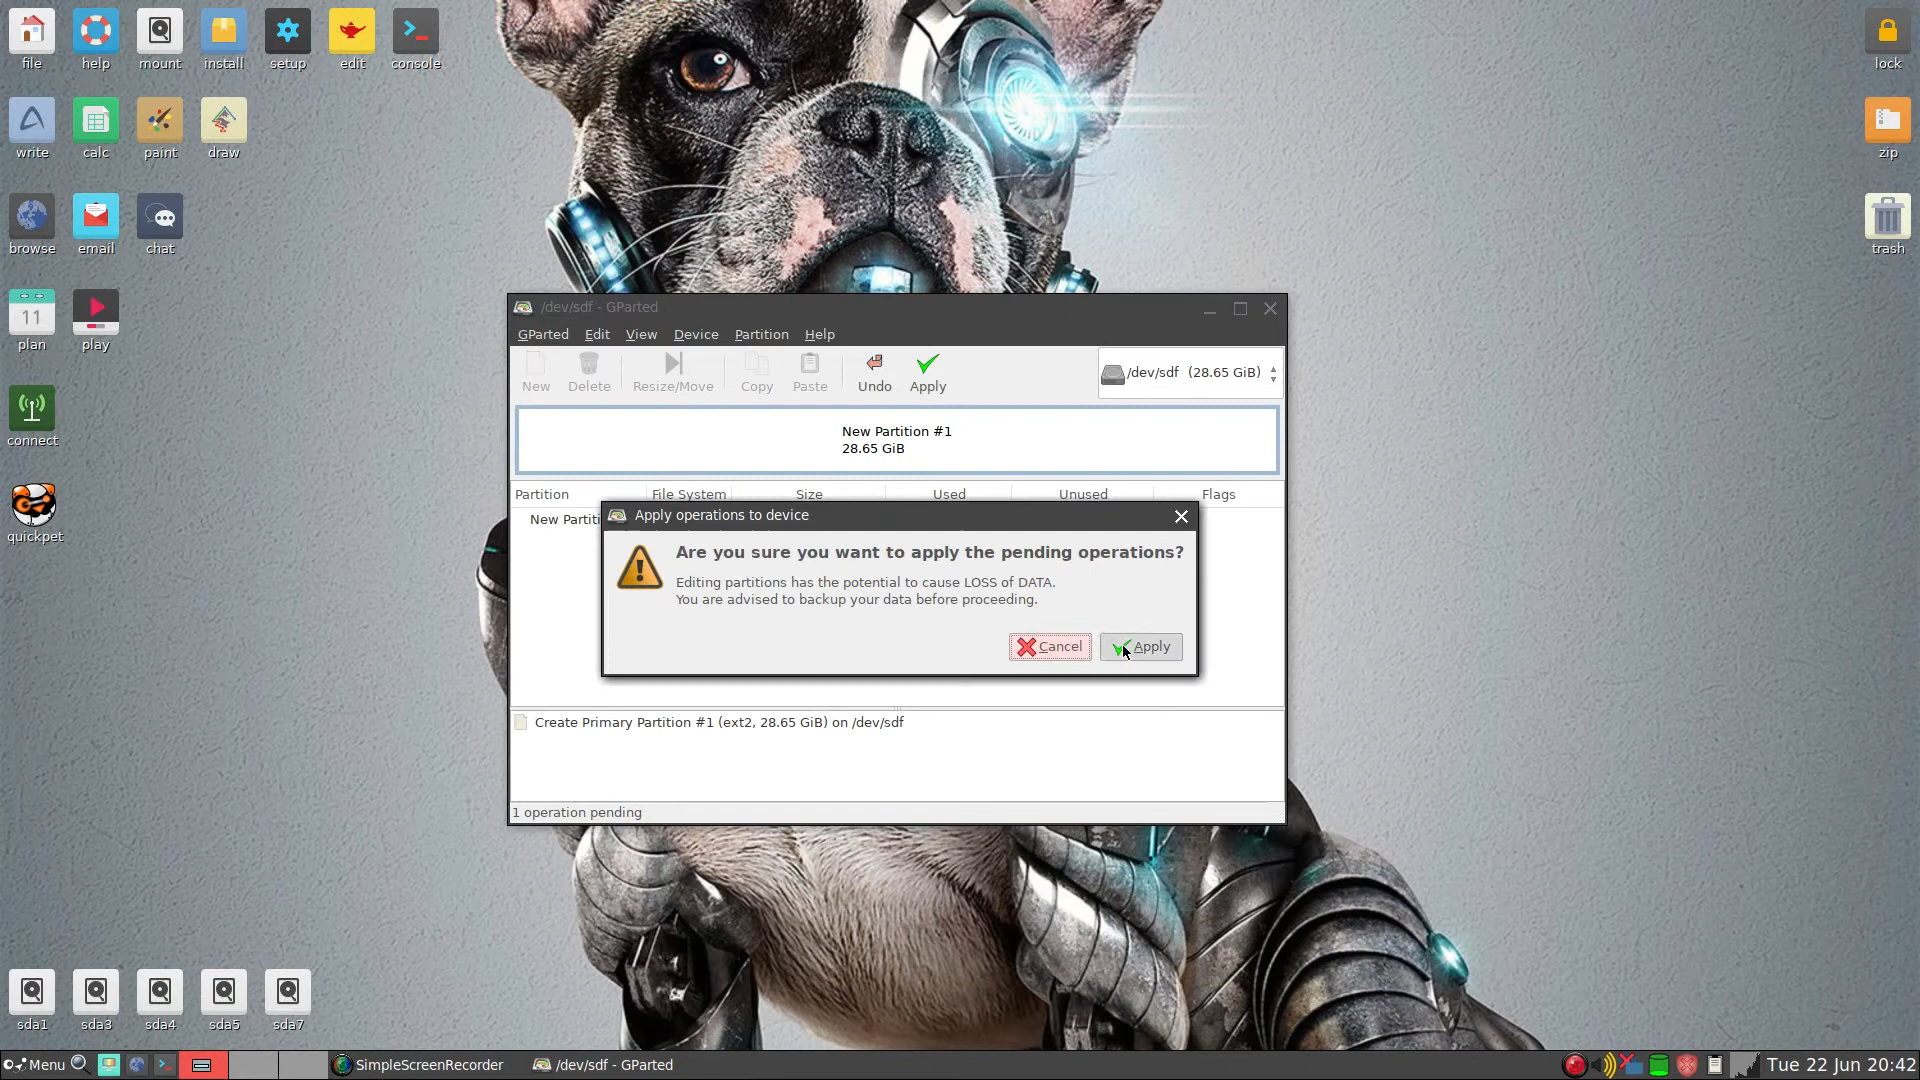 file
help
mount
install
setup
edit
console
lock
write
calc
paint
draw
zip
browse
email
chat
trash
11
plan
play
connect
quickpet
/dev/sdf - GParted
GParted Edit View Device Partition Help
New Delete Resize/Move Copy Paste Undo Apply
/dev/sdf (28.65 GiB)
New Partition #1
28.65 GiB
Partition File System Size Used Unused Flags
New Partiti
Apply operations to device
Are you sure you want to apply the pending operations?
Editing partitions has the potential to cause LOSS of DATA.
You are advised to backup your data before proceeding.
Cancel Apply
Create Primary Partition #1 (ext2, 28.65 GiB) on /dev/sdf
1 operation pending
sda1
sda3
sda4
sda5
sda7
Menu SimpleScreenRecorder /dev/sdf - GParted Tue 22 Jun 20:42